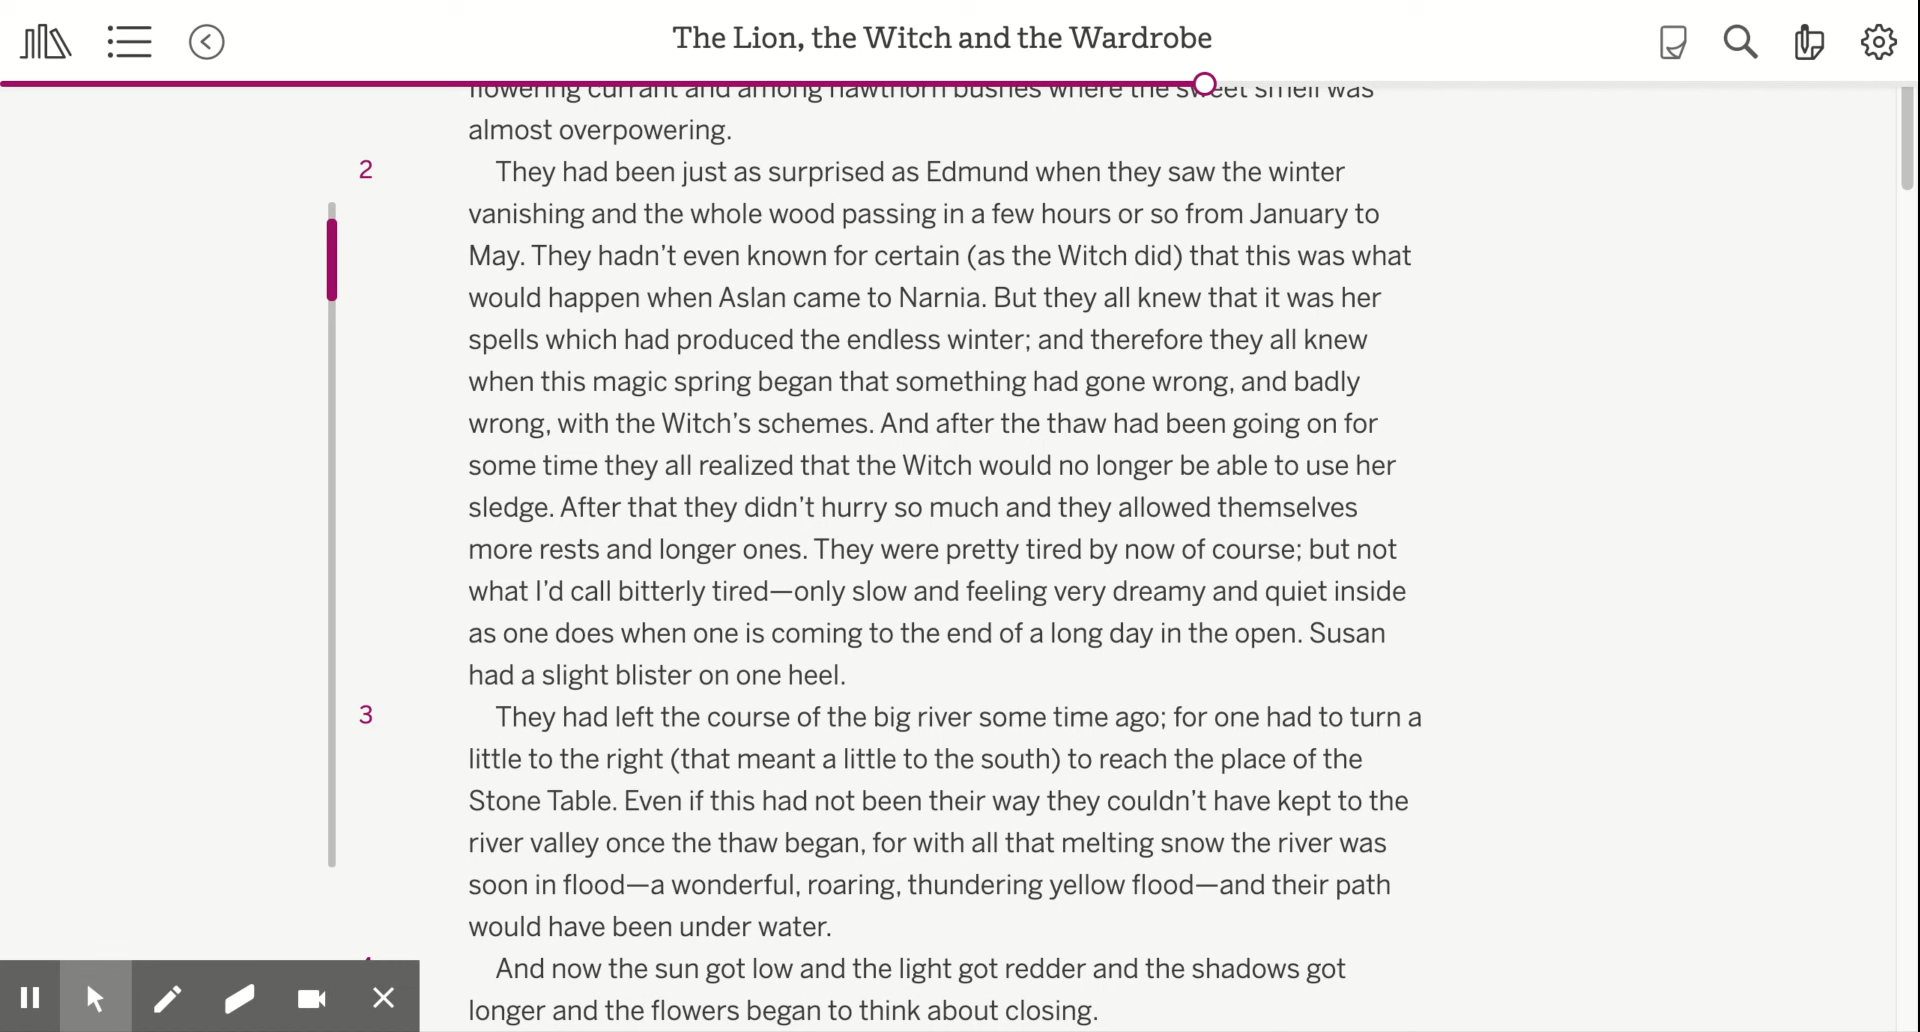 The Lion, the Witch and the Wardrobe
flowering currant and among hawthorn bushes where the sweet smell was
almost overpowering.
2
They had been just as surprised as Edmund when they saw the winter
vanishing and the whole wood passing in a few hours or so from January to
May. They hadn’t even known for certain (as the Witch did) that this was what
would happen when Aslan came to Narnia. But they all knew that it was her
spells which had produced the endless winter; and therefore they all knew
when this magic spring began that something had gone wrong, and badly
wrong, with the Witch’s schemes. And after the thaw had been going on for
some time they all realized that the Witch would no longer be able to use her
sledge. After that they didn’t hurry so much and they allowed themselves
more rests and longer ones. They were pretty tired by now of course; but not
what I’d call bitterly tired—only slow and feeling very dreamy and quiet inside
as one does when one is coming to the end of a long day in the open. Susan
had a slight blister on one heel.
3
They had left the course of the big river some time ago; for one had to turn a
little to the right (that meant a little to the south) to reach the place of the
Stone Table. Even if this had not been their way they couldn’t have kept to the
river valley once the thaw began, for with all that melting snow the river was
soon in flood—a wonderful, roaring, thundering yellow flood—and their path
would have been under water.
And now the sun got low and the light got redder and the shadows got
longer and the flowers began to think about closing.